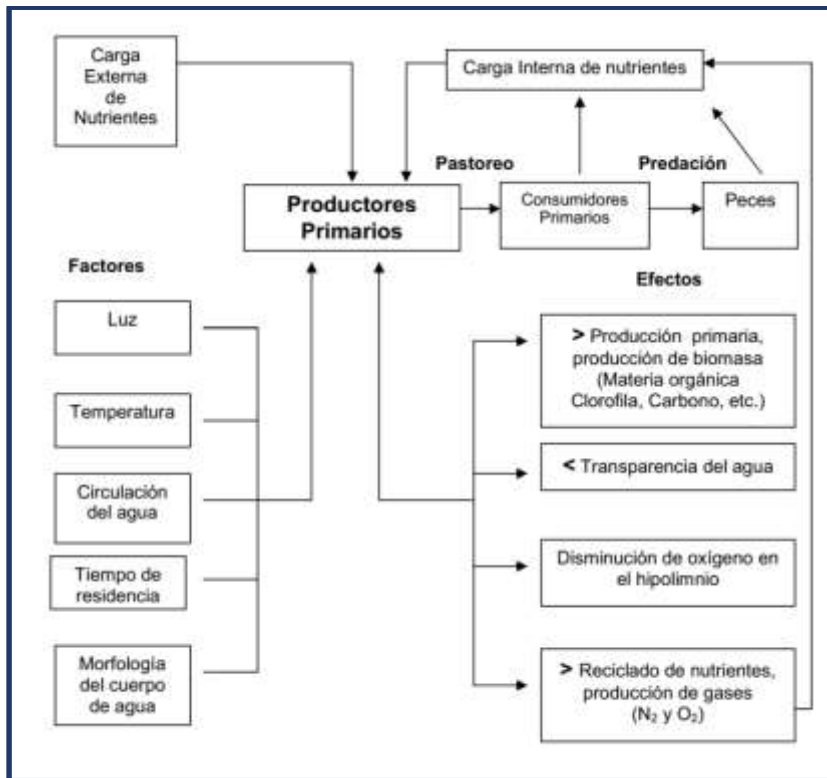 Carga
Externa
de
Nutrientes
Carga Interna de nutrientes
Pastoreo
Predación
Productores
Primarios
Consumidores
Primarios
Peces
Factores
Efectos
Luz
Temperatura
Circulación
del agua
Tiempo de
residencia
Morfología
del cuerpo
de agua
> Producción primaria,
producción de biomasa
(Materia orgánica
Clorofila, Carbono, etc.)
< Transparencia del agua
Disminución de oxígeno en
el hipolimnio
> Reciclado de nutrientes,
producción de gases
(N₂ y O₂)